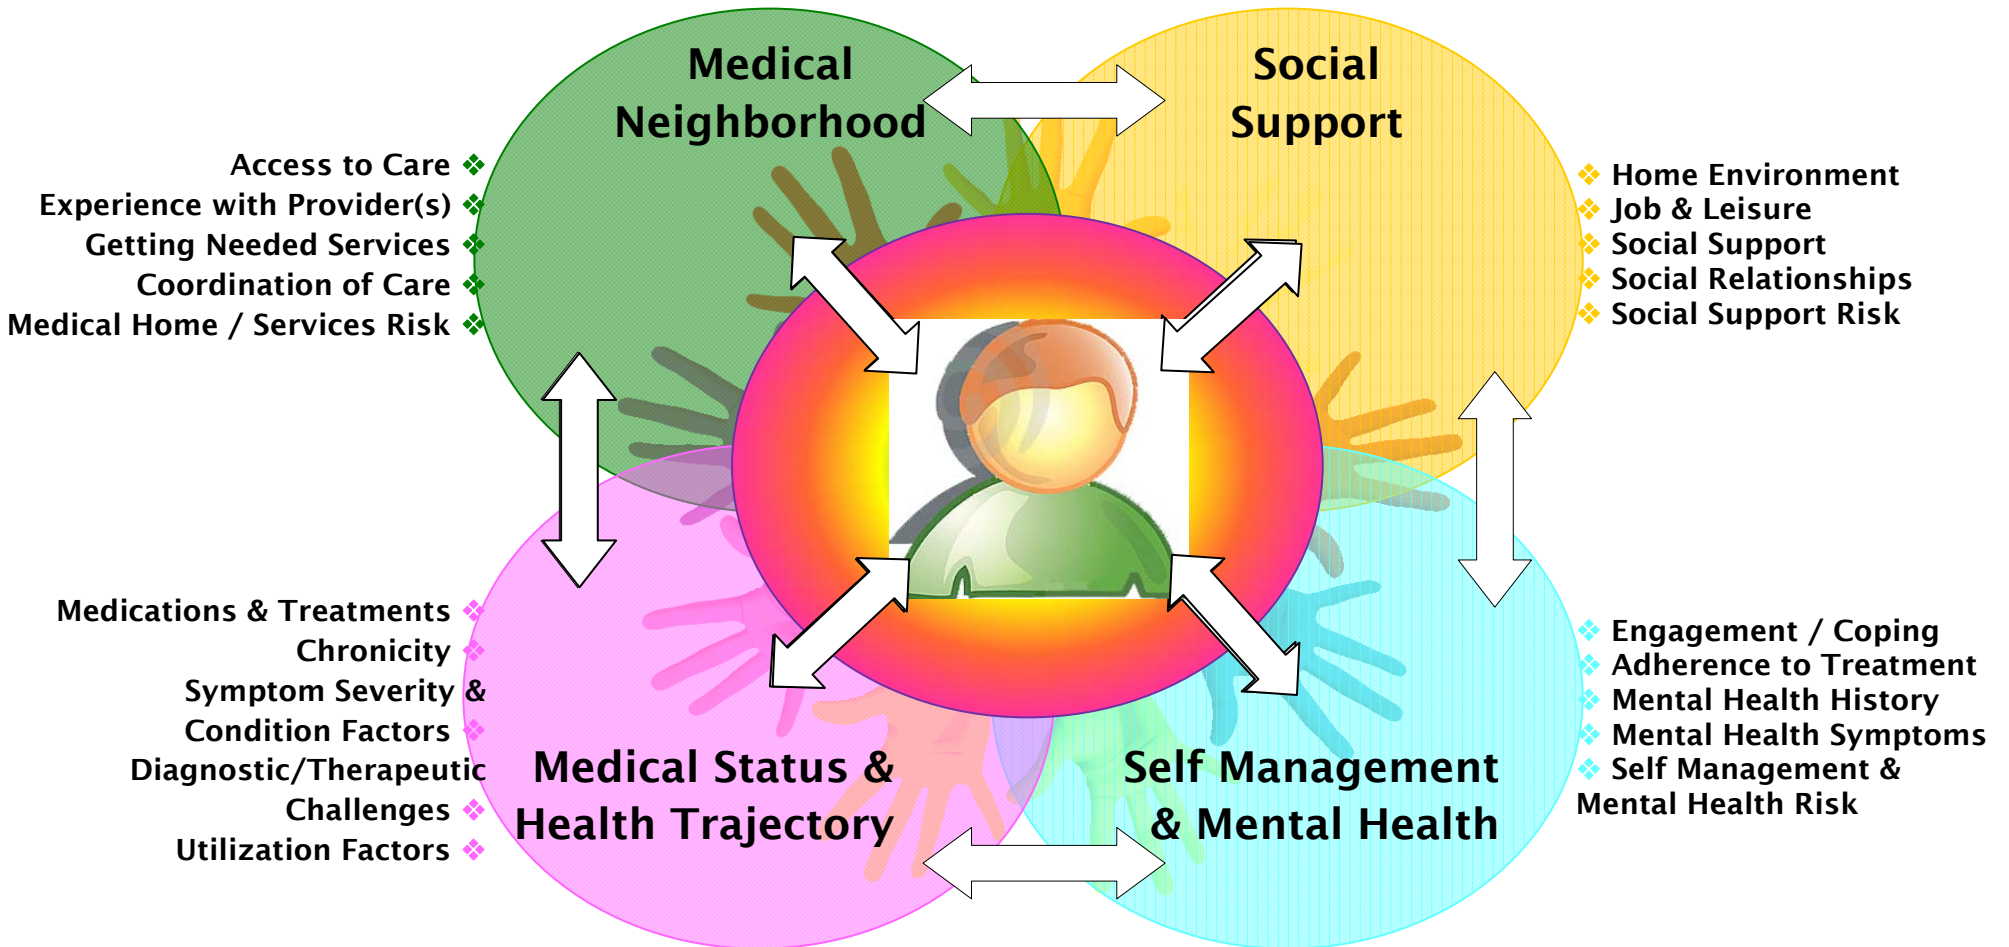 Medical
Neighborhood
Social
Support
Access to Care ❖
Experience with Provider(s) ❖
Getting Needed Services ❖
Coordination of Care ❖
Medical Home / Services Risk ❖
❖ Home Environment
❖ Job & Leisure
❖ Social Support
❖ Social Relationships
❖ Social Support Risk
Medications & Treatments ❖
Chronicity ❖
Symptom Severity &
Condition Factors ❖
Diagnostic/Therapeutic
Challenges ❖
Utilization Factors ❖
Medical Status &
Health Trajectory
Self Management
& Mental Health
❖ Engagement / Coping
❖ Adherence to Treatment
❖ Mental Health History
❖ Mental Health Symptoms
❖ Self Management &
Mental Health Risk